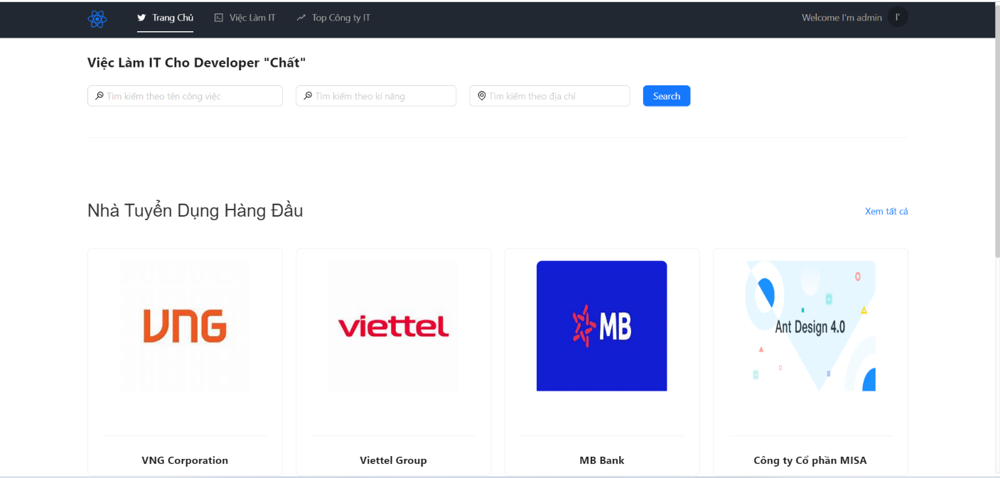 Trang Chủ Việc Làm IT Top Công ty IT Welcome I'm admin I'
Việc Làm IT Cho Developer "Chất"
Tìm kiếm theo tên công việc Tìm kiếm theo kĩ năng Tìm kiếm theo địa chỉ Search
Nhà Tuyển Dụng Hàng Đầu Xem tất cả
VNG viettel MB Ant Design 4.0
VNG Corporation Viettel Group MB Bank Công ty Cổ phần MISA